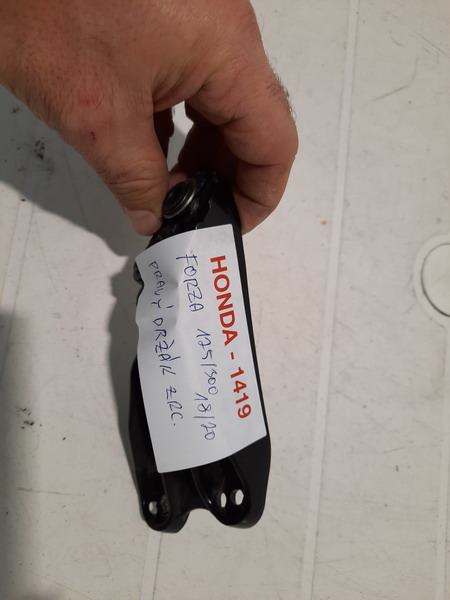 HONDA - 1419
FORZA 125/300 18/20
PRAVÝ DRŽÁK ZRC.